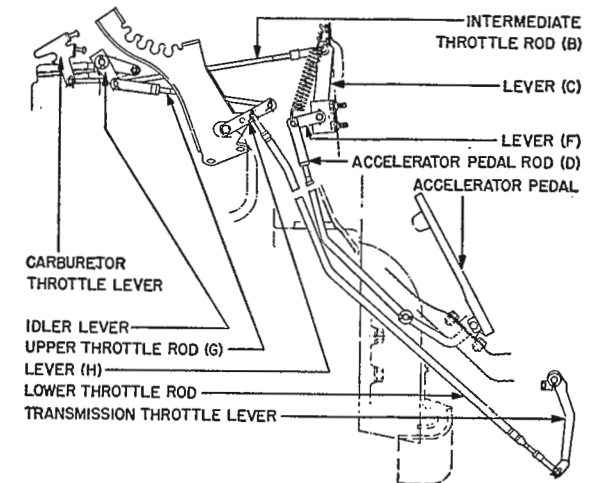 INTERMEDIATE
THROTTLE ROD (B)
LEVER (C)
LEVER (F)
ACCELERATOR PEDAL ROD (D)
ACCELERATOR PEDAL
CARBURETOR
THROTTLE LEVER
IDLER LEVER
UPPER THROTTLE ROD (G)
LEVER (H)
LOWER THROTTLE ROD
TRANSMISSION THROTTLE LEVER